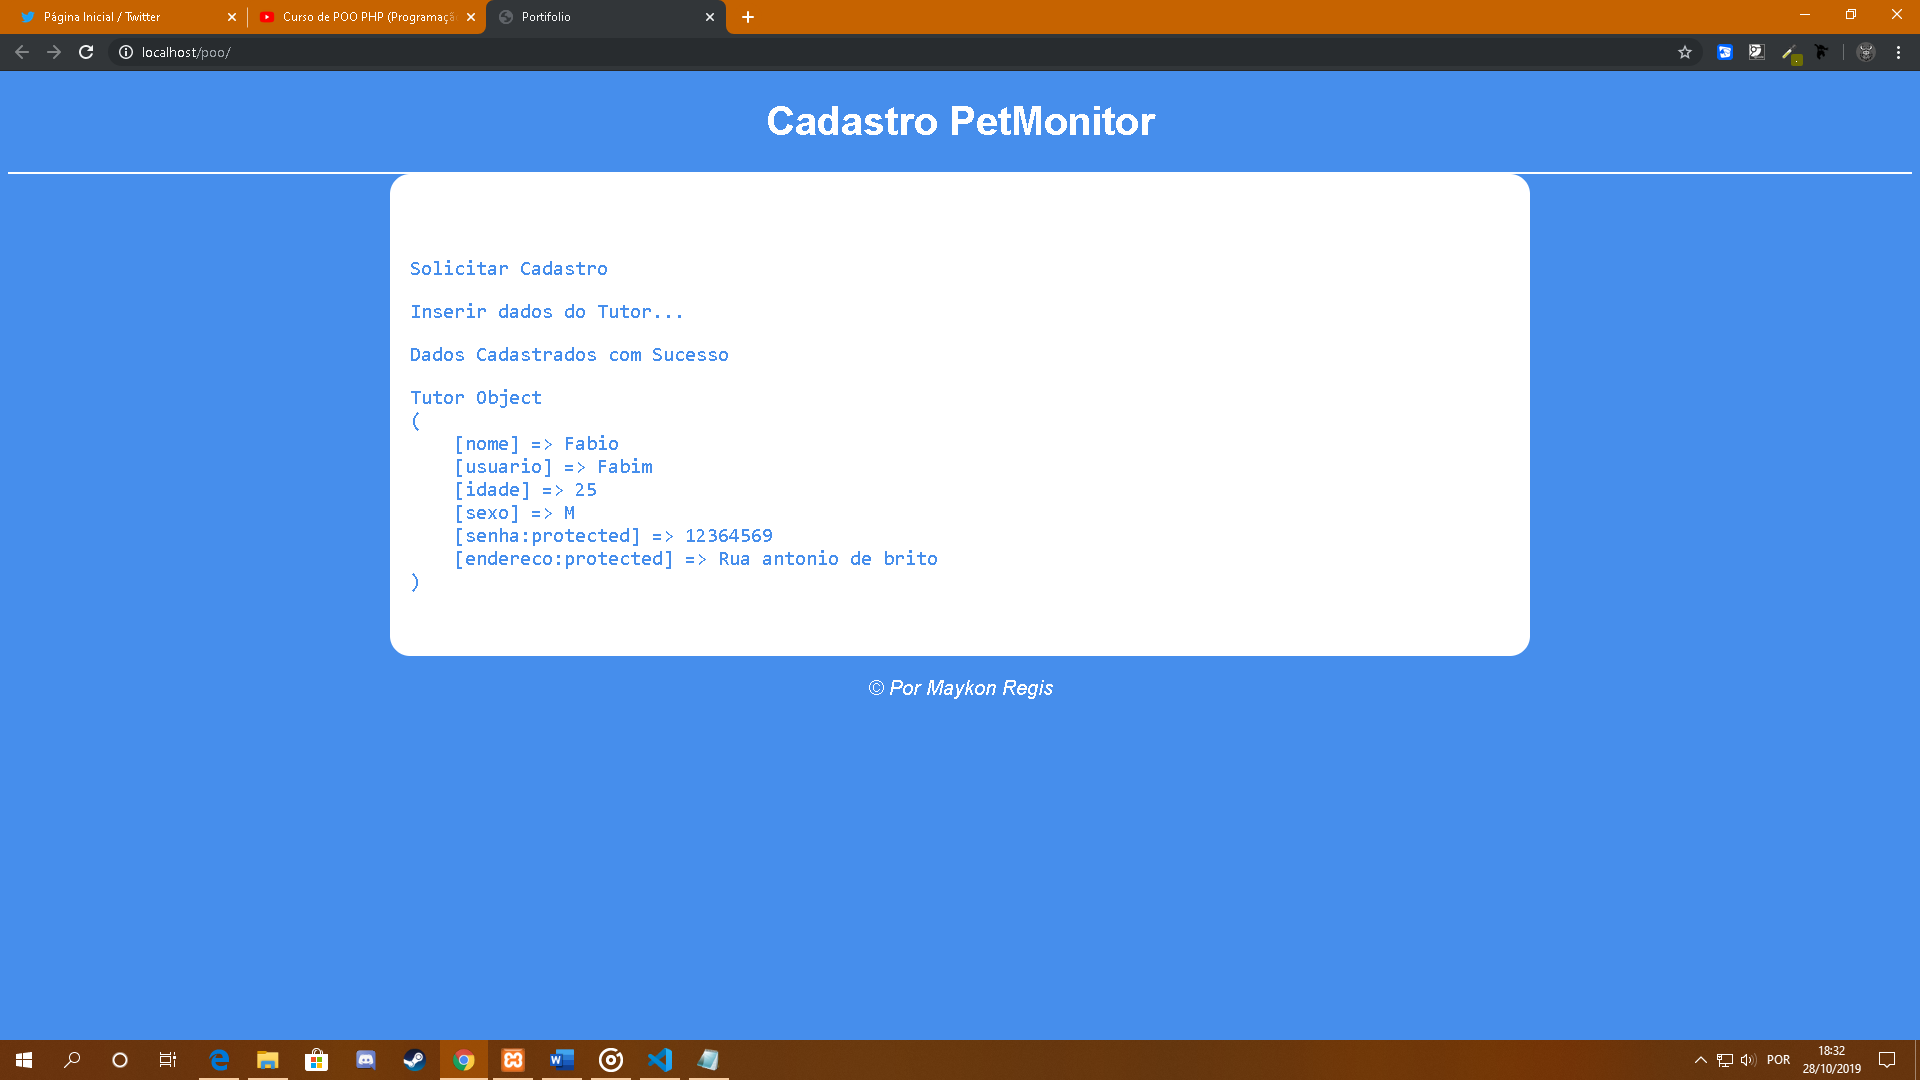 Página Inicial / Twitter
Curso de POO PHP (Programaçã
Portifolio
localhost/poo/
Cadastro PetMonitor
Solicitar Cadastro
Inserir dados do Tutor...
Dados Cadastrados com Sucesso
Tutor Object
(
[nome] => Fabio
[usuario] => Fabim
[idade] => 25
[sexo] => M
[senha:protected] => 12364569
[endereco:protected] => Rua antonio de brito
)
© Por Maykon Regis
POR
18:32
28/10/2019